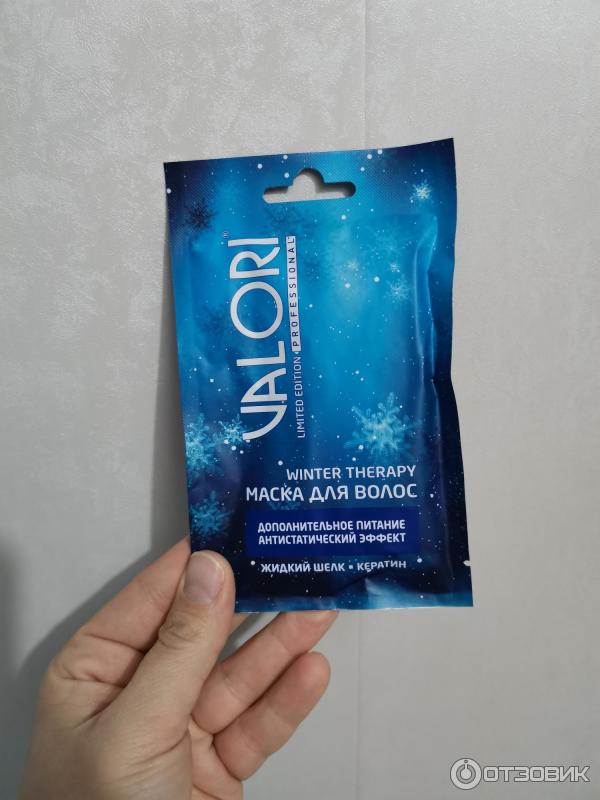 VALORI®
LIMITED EDITION • PROFESSIONAL
WINTER THERAPY
МАСКА ДЛЯ ВОЛОС
ДОПОЛНИТЕЛЬНОЕ ПИТАНИЕ
АНТИСТАТИЧЕСКИЙ ЭФФЕКТ
ЖИДКИЙ ШЕЛК • КЕРАТИН
ОТЗОВИК